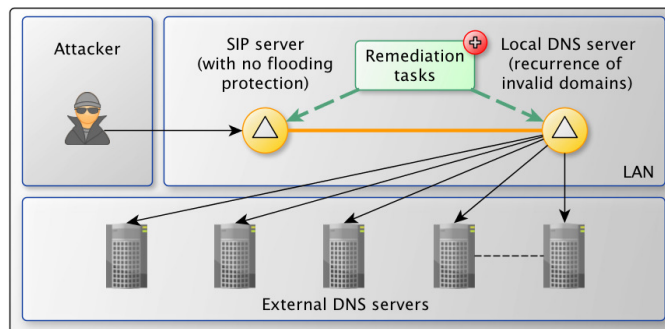 Attacker
SIP server
(with no flooding
protection)
Remediation
tasks
Local DNS server
(recurrence of
invalid domains)
LAN
External DNS servers